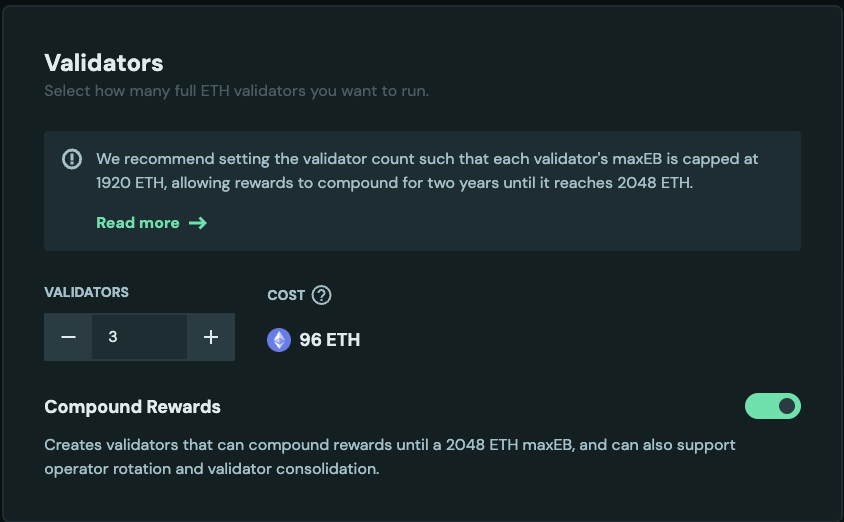 Validators
Select how many full ETH validators you want to run.
We recommend setting the validator count such that each validator's maxEB is capped at
1920 ETH, allowing rewards to compound for two years until it reaches 2048 ETH.
Read more →
VALIDATORS
COST ?
− 3 +
96 ETH
Compound Rewards
Creates validators that can compound rewards until a 2048 ETH maxEB, and can also support
operator rotation and validator consolidation.